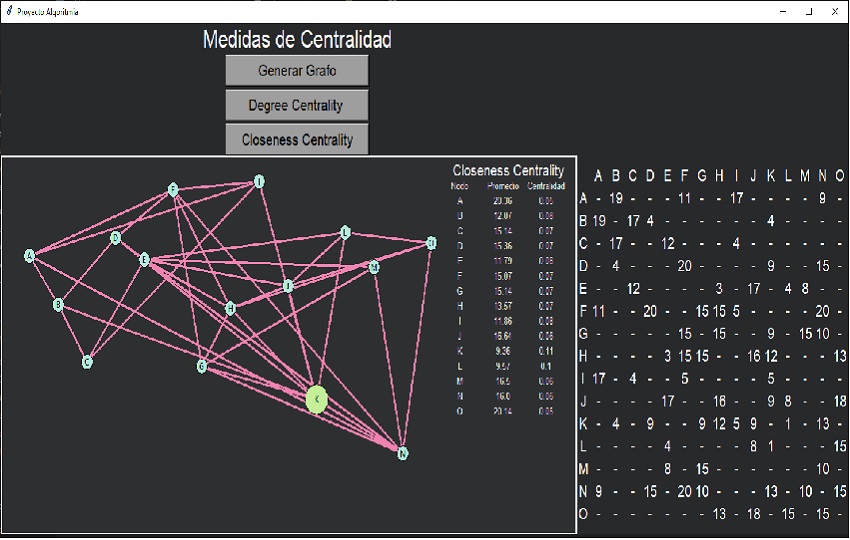 Proyecto Algoritmia
Medidas de Centralidad
Generar Grafo
Degree Centrality
Closeness Centrality
Closeness Centrality
Nodo Promedio Centralidad
A 20.36 0.05
B 12.07 0.08
C 15.14 0.07
D 15.36 0.07
E 11.79 0.08
F 15.07 0.07
G 15.14 0.07
H 13.57 0.07
I 11.86 0.08
J 16.64 0.06
K 9.36 0.11
L 9.57 0.1
M 16.5 0.06
N 16.0 0.06
O 20.14 0.05
F
I
L
D
A
E
M
B
H
C
G
K
N
A B C D E F G H I J K L M N O
A - 19 - - - 11 - - 17 - - - - 9 -
B 19 - 17 4 - - - - - - 4 - - - -
C - 17 - - 12 - - - 4 - - - - - -
D - 4 - - - 20 - - - - 9 - - 15 -
E - - 12 - - - - 3 - 17 - 4 8 - -
F 11 - - 20 - - 15 15 5 - - - - 20 -
G - - - - - 15 - 15 - - 9 - 15 10 -
H - - - - 3 15 15 - - 16 12 - - - 13
I 17 - 4 - - 5 - - - - 5 - - - -
J - - - - 17 - - 16 - - 9 8 - - 18
K - 4 - 9 - - 9 12 5 9 - 1 - 13 -
L - - - - 4 - - - - 8 1 - - - 15
M - - - - 8 - 15 - - - - - - 10 -
N 9 - - 15 - 20 10 - - - 13 - 10 - 15
O - - - - - - - 13 - 18 - 15 - 15 -